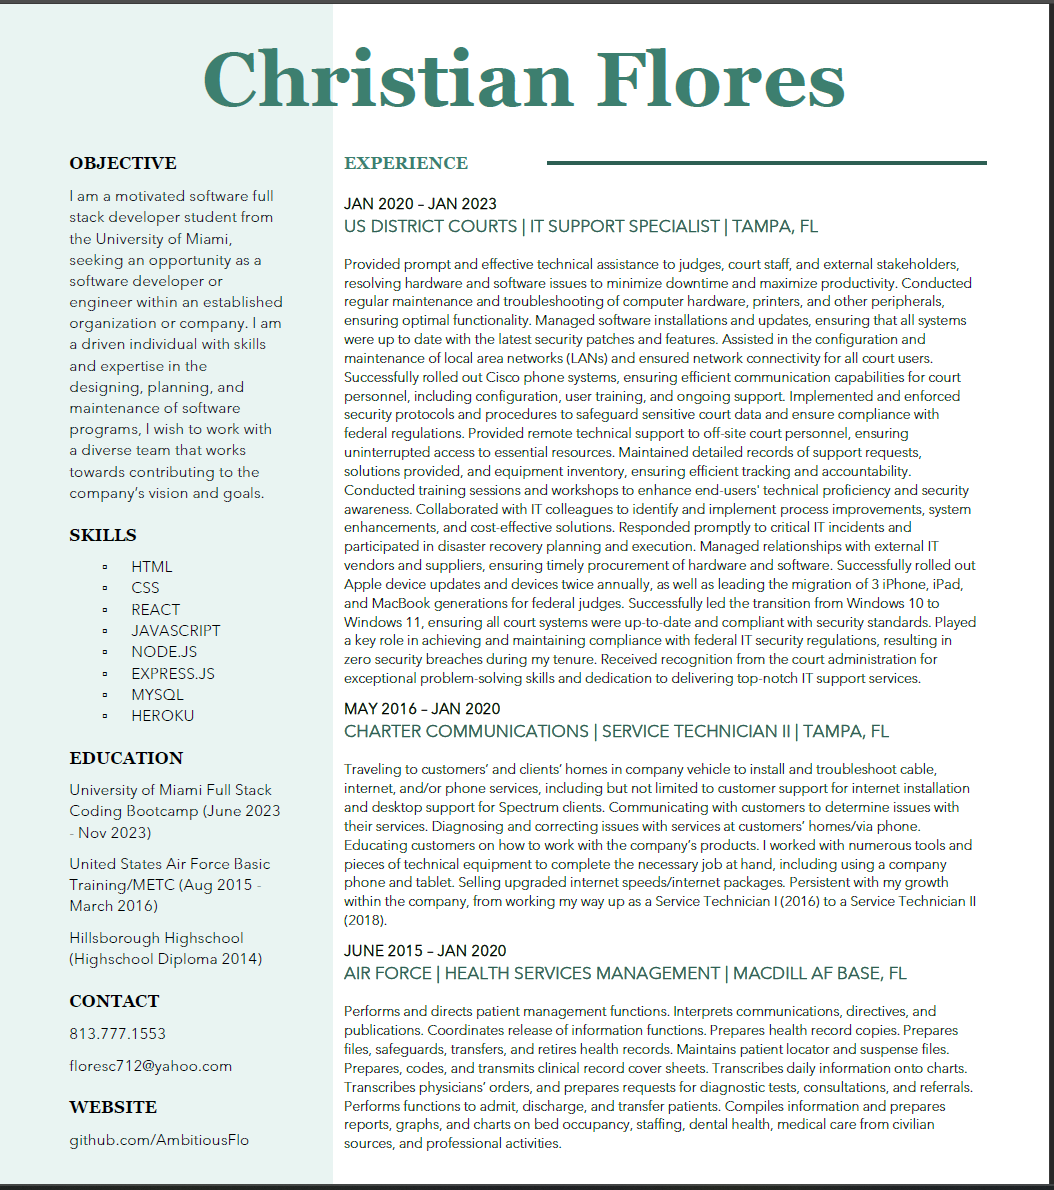 Christian Flores
OBJECTIVE
I am a motivated software full
stack developer student from
the University of Miami,
seeking an opportunity as a
software developer or
engineer within an established
organization or company. I am
a driven individual with skills
and expertise in the
designing, planning, and
maintenance of software
programs, I wish to work with
a diverse team that works
towards contributing to the
company's vision and goals.
SKILLS
▫ HTML
▫ CSS
▫ REACT
▫ JAVASCRIPT
▫ NODE.JS
▫ EXPRESS.JS
▫ MYSQL
▫ HEROKU
EDUCATION
University of Miami Full Stack
Coding Bootcamp (June 2023
- Nov 2023)
United States Air Force Basic
Training/METC (Aug 2015 -
March 2016)
Hillsborough Highschool
(Highschool Diploma 2014)
CONTACT
813.777.1553
floresc712@yahoo.com
WEBSITE
github.com/AmbitiousFlo
EXPERIENCE
JAN 2020 – JAN 2023
US DISTRICT COURTS | IT SUPPORT SPECIALIST | TAMPA, FL
Provided prompt and effective technical assistance to judges, court staff, and external stakeholders,
resolving hardware and software issues to minimize downtime and maximize productivity. Conducted
regular maintenance and troubleshooting of computer hardware, printers, and other peripherals,
ensuring optimal functionality. Managed software installations and updates, ensuring that all systems
were up to date with the latest security patches and features. Assisted in the configuration and
maintenance of local area networks (LANs) and ensured network connectivity for all court users.
Successfully rolled out Cisco phone systems, ensuring efficient communication capabilities for court
personnel, including configuration, user training, and ongoing support. Implemented and enforced
security protocols and procedures to safeguard sensitive court data and ensure compliance with
federal regulations. Provided remote technical support to off-site court personnel, ensuring
uninterrupted access to essential resources. Maintained detailed records of support requests,
solutions provided, and equipment inventory, ensuring efficient tracking and accountability.
Conducted training sessions and workshops to enhance end-users' technical proficiency and security
awareness. Collaborated with IT colleagues to identify and implement process improvements, system
enhancements, and cost-effective solutions. Responded promptly to critical IT incidents and
participated in disaster recovery planning and execution. Managed relationships with external IT
vendors and suppliers, ensuring timely procurement of hardware and software. Successfully rolled out
Apple device updates and devices twice annually, as well as leading the migration of 3 iPhone, iPad,
and MacBook generations for federal judges. Successfully led the transition from Windows 10 to
Windows 11, ensuring all court systems were up-to-date and compliant with security standards. Played
a key role in achieving and maintaining compliance with federal IT security regulations, resulting in
zero security breaches during my tenure. Received recognition from the court administration for
exceptional problem-solving skills and dedication to delivering top-notch IT support services.
MAY 2016 – JAN 2020
CHARTER COMMUNICATIONS | SERVICE TECHNICIAN II | TAMPA, FL
Traveling to customers' and clients' homes in company vehicle to install and troubleshoot cable,
internet, and/or phone services, including but not limited to customer support for internet installation
and desktop support for Spectrum clients. Communicating with customers to determine issues with
their services. Diagnosing and correcting issues with services at customers' homes/via phone.
Educating customers on how to work with the company's products. I worked with numerous tools and
pieces of technical equipment to complete the necessary job at hand, including using a company
phone and tablet. Selling upgraded internet speeds/internet packages. Persistent with my growth
within the company, from working my way up as a Service Technician I (2016) to a Service Technician II
(2018).
JUNE 2015 – JAN 2020
AIR FORCE | HEALTH SERVICES MANAGEMENT | MACDILL AF BASE, FL
Performs and directs patient management functions. Interprets communications, directives, and
publications. Coordinates release of information functions. Prepares health record copies. Prepares
files, safeguards, transfers, and retires health records. Maintains patient locator and suspense files.
Prepares, codes, and transmits clinical record cover sheets. Transcribes daily information onto charts.
Transcribes physicians' orders, and prepares requests for diagnostic tests, consultations, and referrals.
Performs functions to admit, discharge, and transfer patients. Compiles information and prepares
reports, graphs, and charts on bed occupancy, staffing, dental health, medical care from civilian
sources, and professional activities.